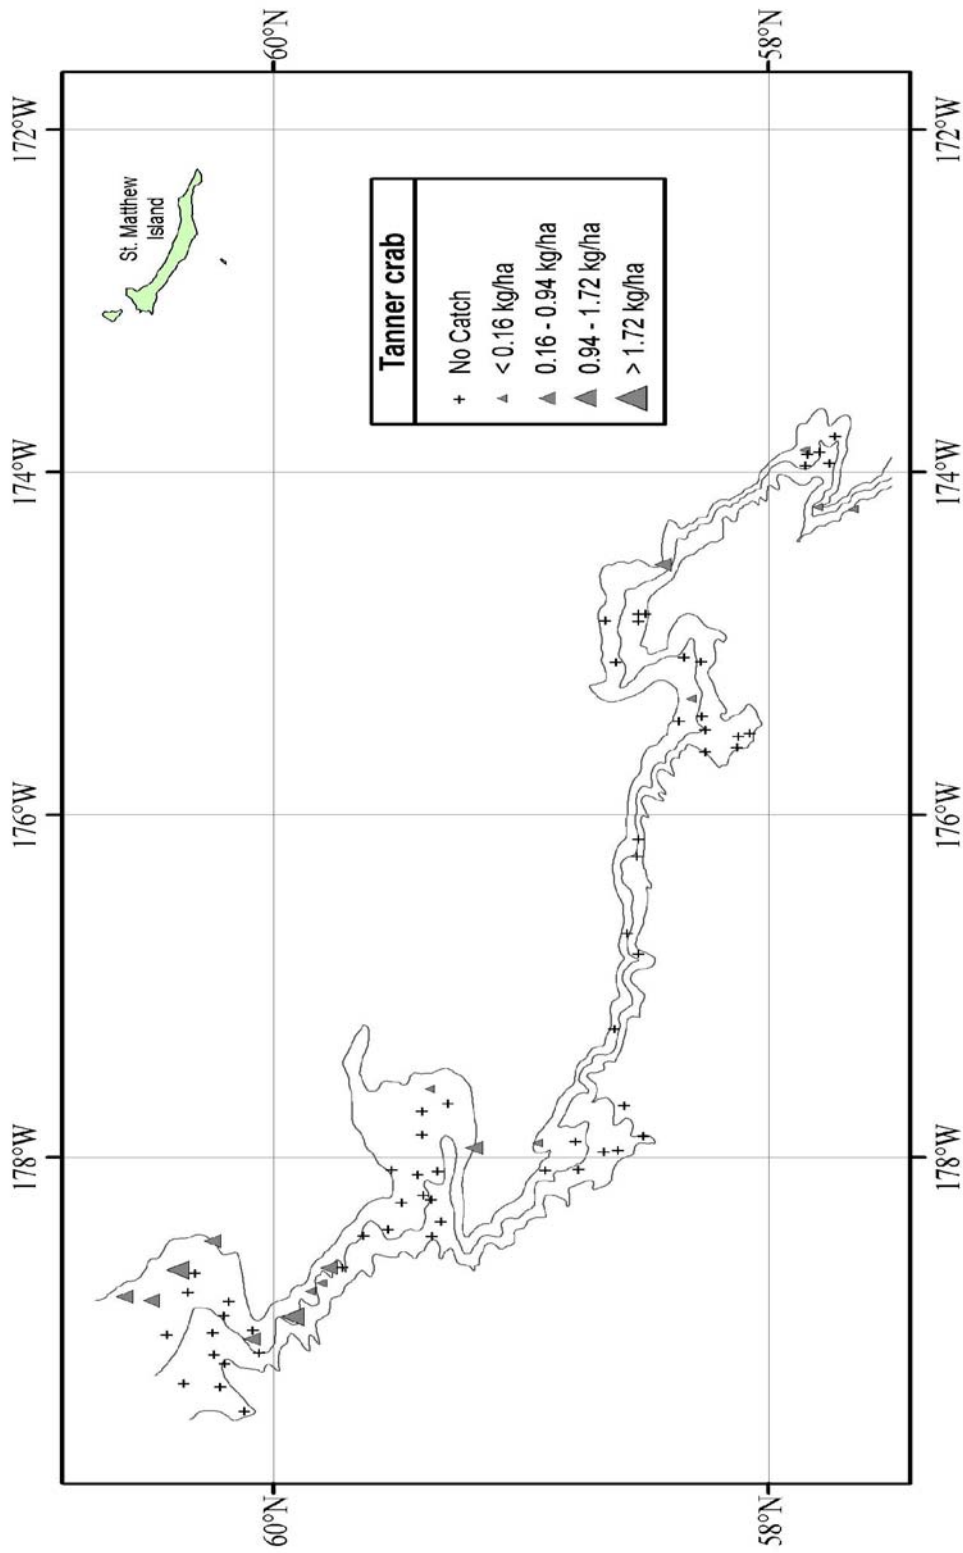 172°W
174°W
176°W
178°W
60°N
60°N
St. Matthew
Island
Tanner crab
No Catch
< 0.16 kg/ha
0.16 - 0.94 kg/ha
0.94 - 1.72 kg/ha
> 1.72 kg/ha
58°N
58°N
172°W
174°W
176°W
178°W